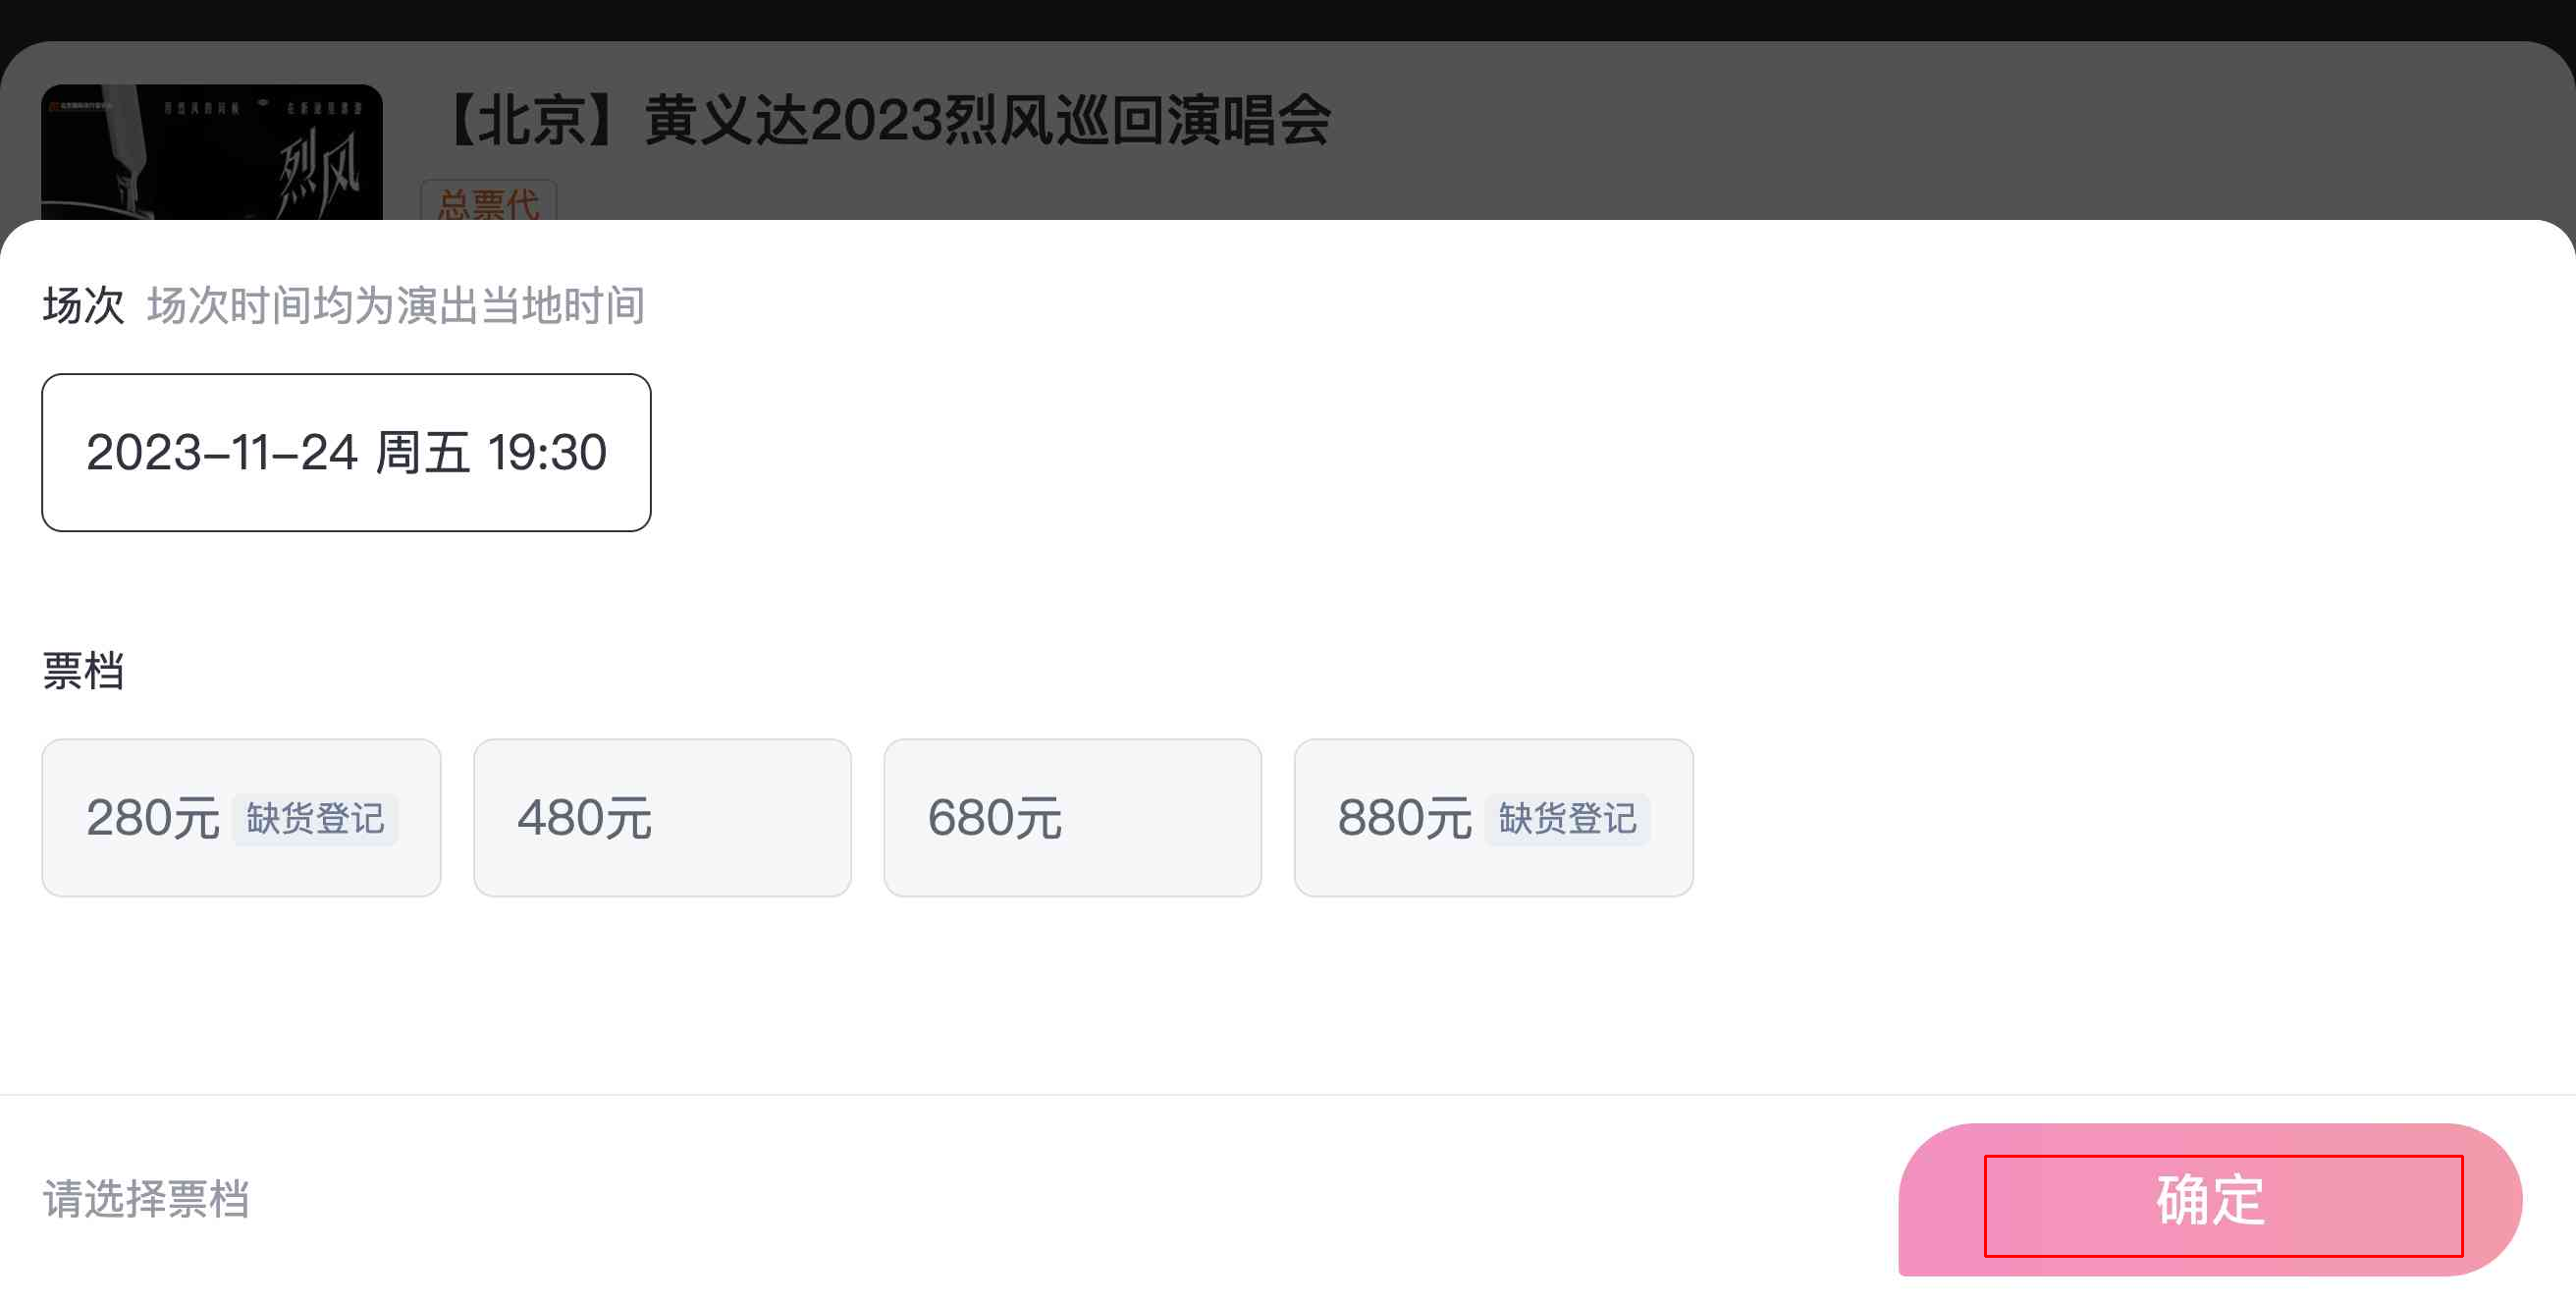 【北京】黄义达2023烈风巡回演唱会
烈风
总票代
场次 场次时间均为演出当地时间
2023-11-24 周五 19:30
票档
280元 缺货登记
480元
680元
880元 缺货登记
请选择票档
确定